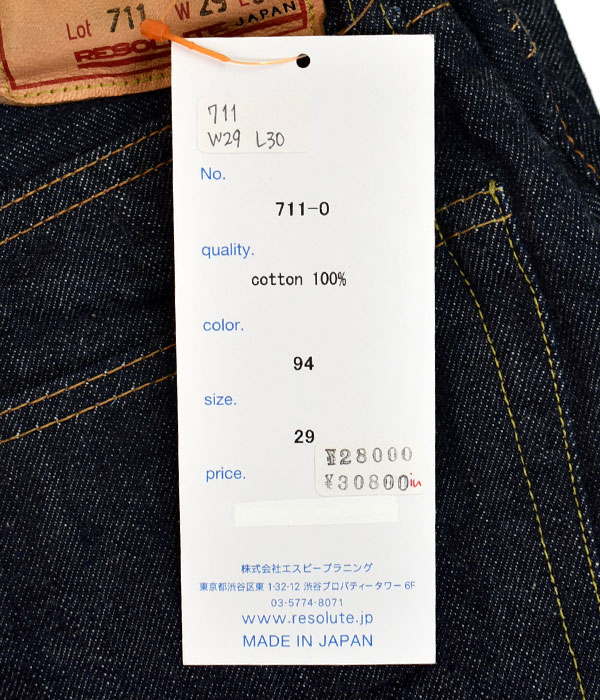 Lot 711 W 29 L
RESOLUTE JAPAN
711
W29 L30
No.
711-0
quality.
cotton 100%
color.
94
size.
29
¥28000
price.
¥30800in
株式会社エスピープラニング
東京都渋谷区東 1-32-12 渋谷プロパティータワー 6F
03-5774-8071
www.resolute.jp
MADE IN JAPAN